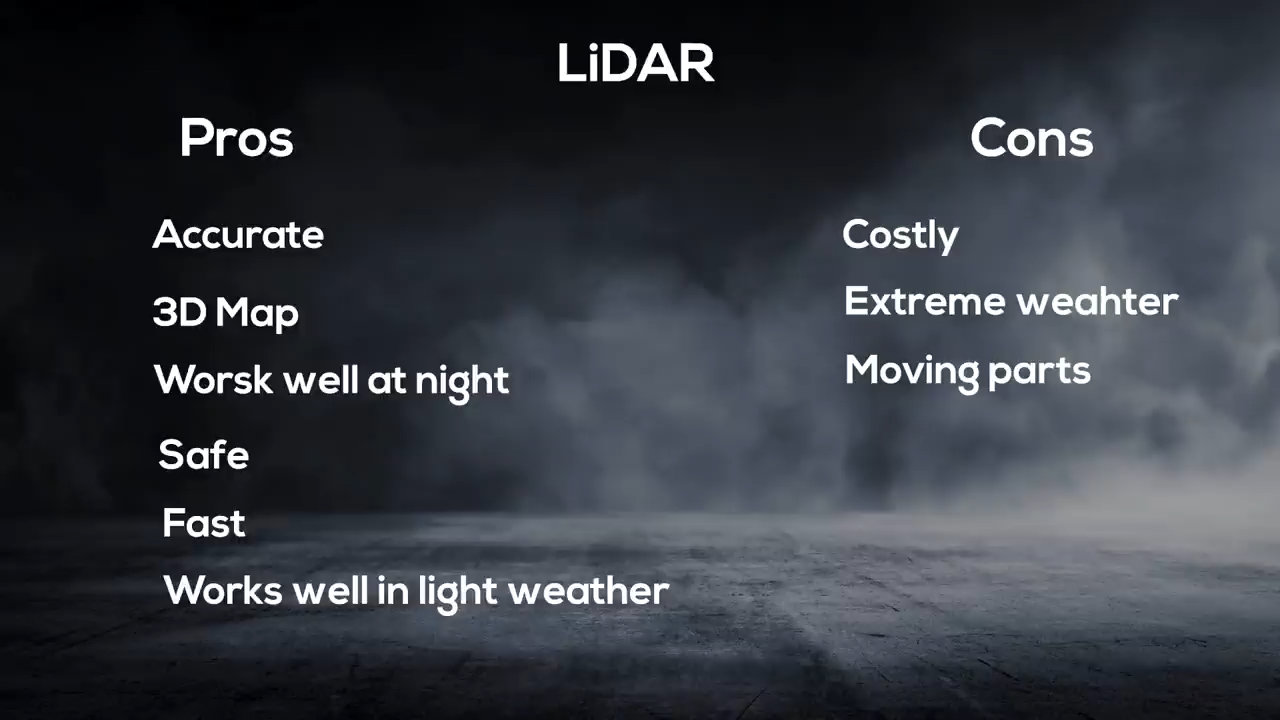 LiDAR
Pros
Cons
Accurate
3D Map
Worsk well at night
Safe
Fast
Works well in light weather
Costly
Extreme weahter
Moving parts